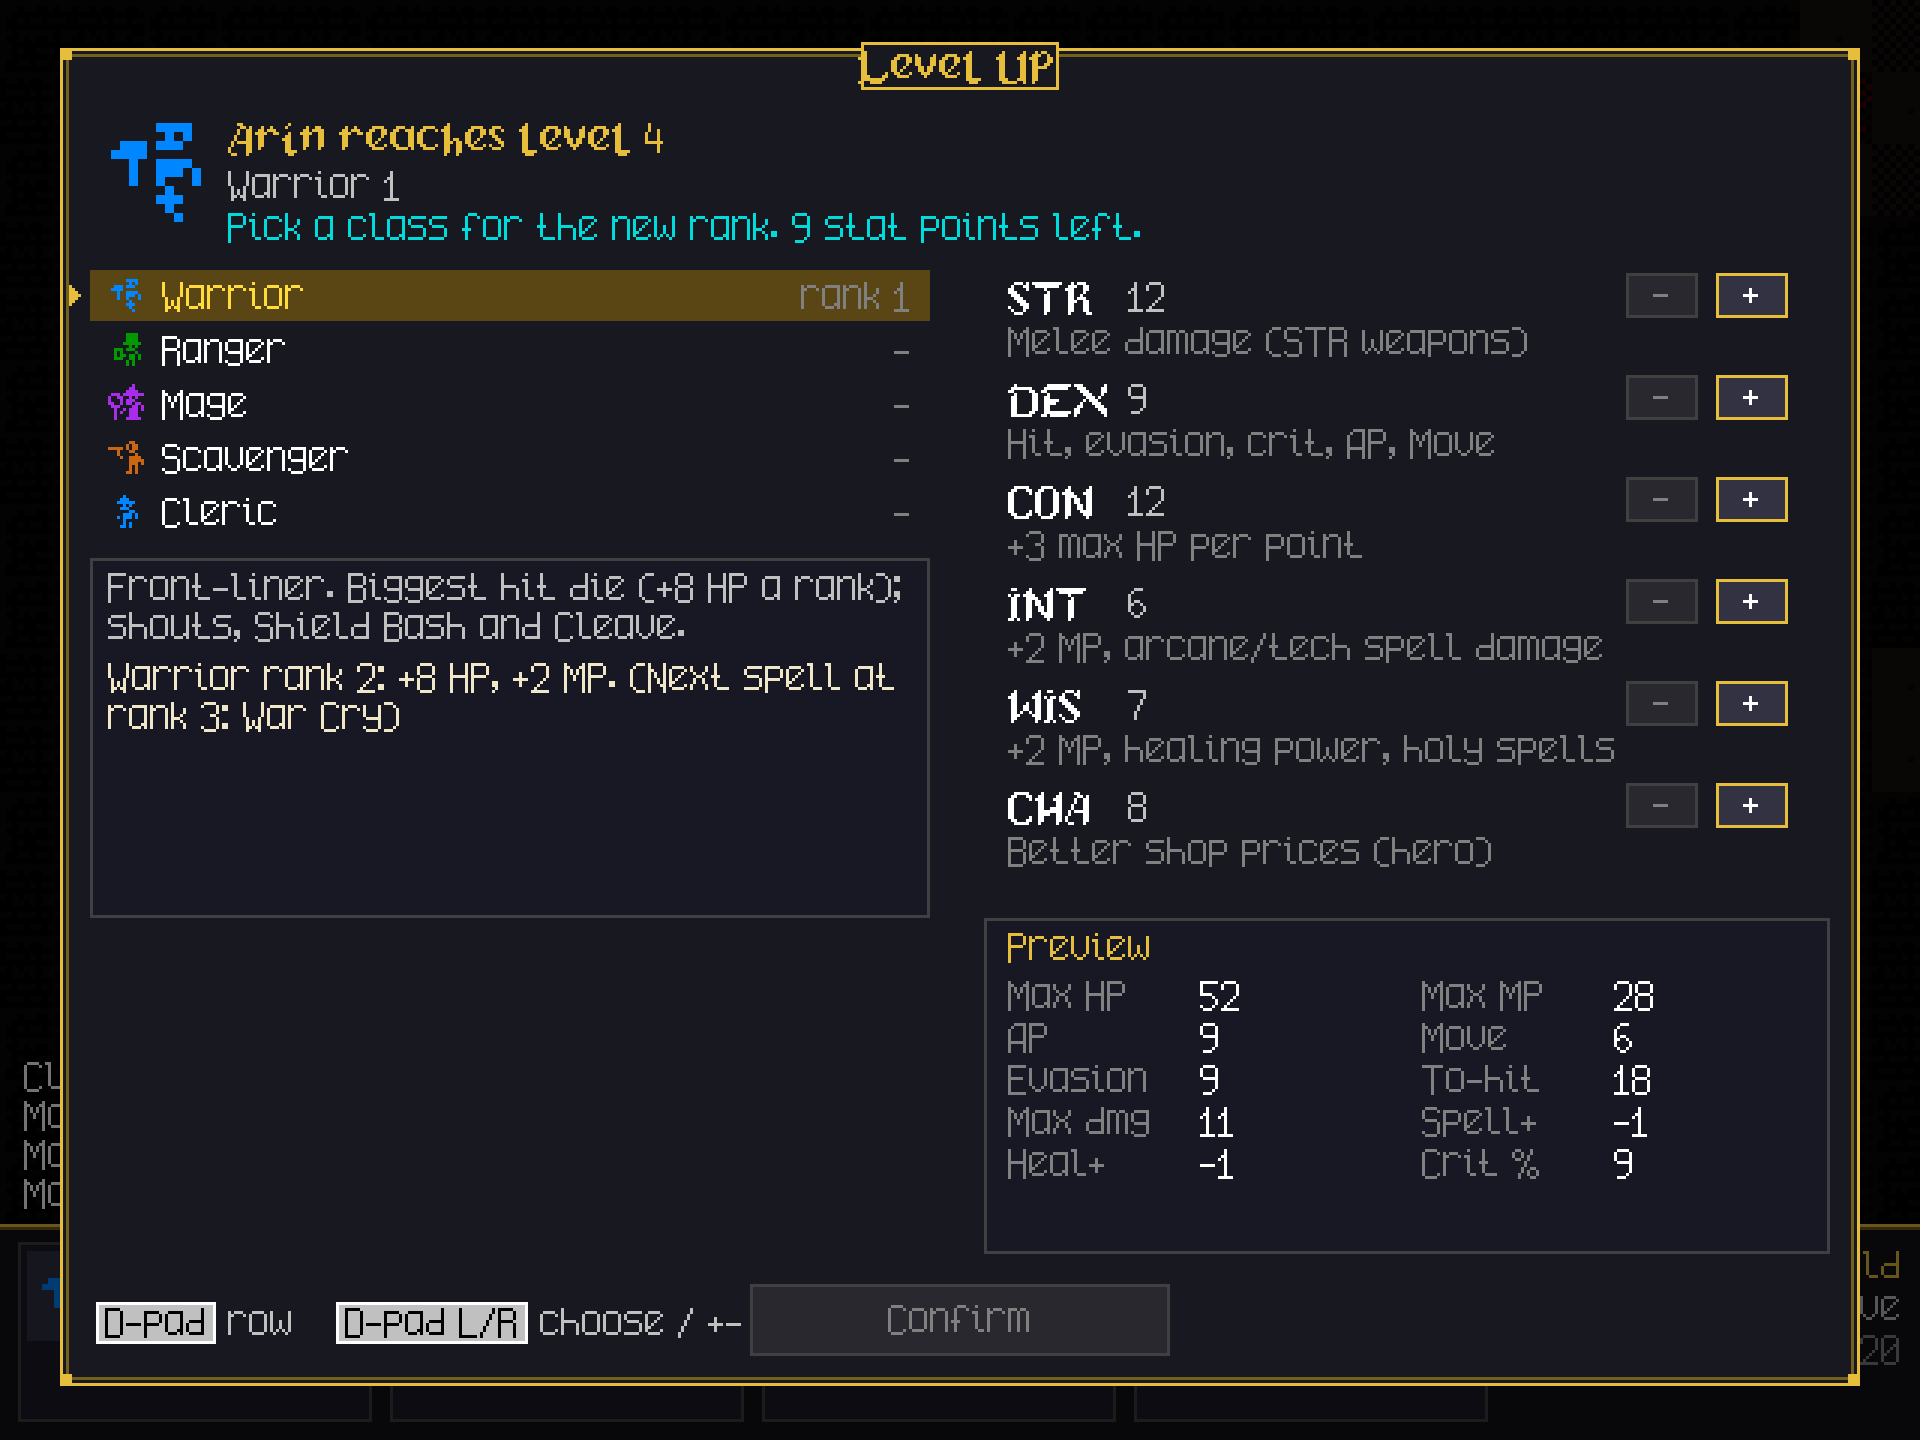 Level UP
Arin reaches Level 4
Warrior 1
Pick a class for the new rank. 9 stat points left.
Warrior rank 1
Ranger -
Mage -
Scavenger -
Cleric -
Front-liner. Biggest hit die (+8 HP a rank);
shouts, Shield Bash and Cleave.
Warrior rank 2: +8 HP, +2 MP. (Next spell at
rank 3: War Cry)
STR 12 - +
Melee damage (STR weapons)
DEX 9 - +
Hit, evasion, crit, AP, Move
CON 12 - +
+3 max HP per point
INT 6 - +
+2 MP, arcane/tech spell damage
WIS 7 - +
+2 MP, healing power, holy spells
CHA 8 - +
Better shop prices (hero)
Preview
Max HP 52 Max MP 28
AP 9 Move 6
Evasion 9 To-hit 18
Max dmg 11 Spell+ -1
Heal+ -1 Crit % 9
D-pad row D-pad L/R choose / +- Confirm